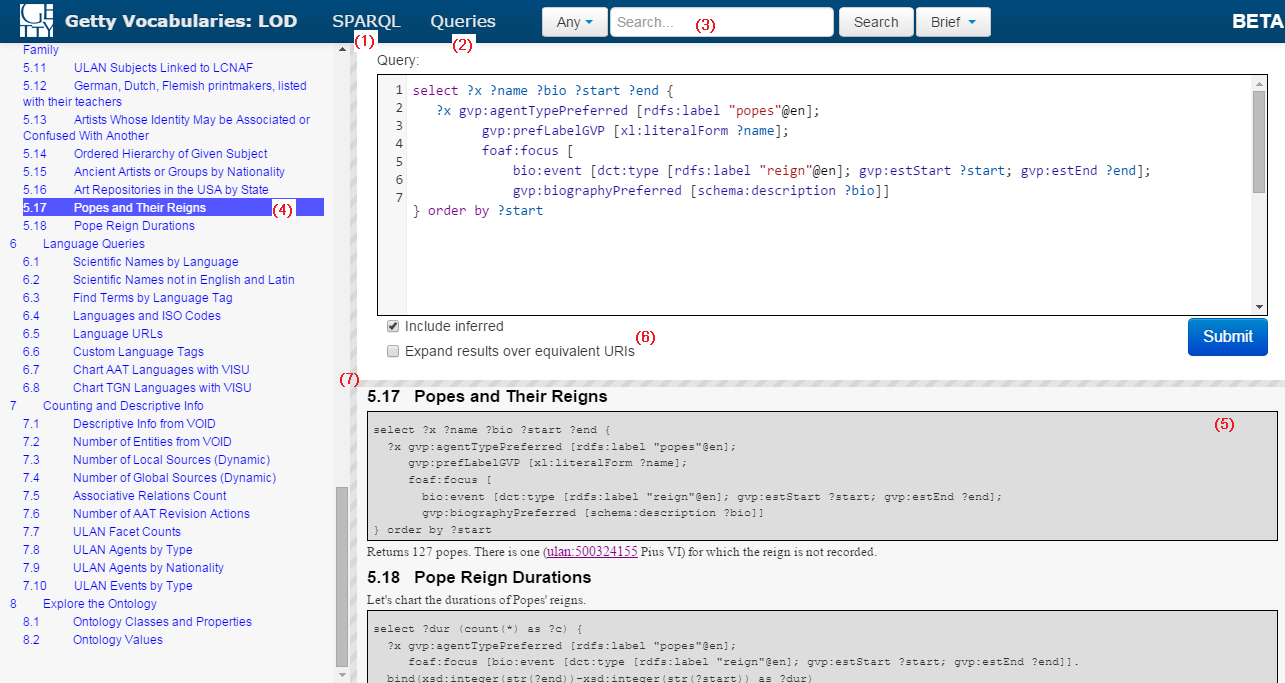 Getty Vocabularies: LOD SPARQL Queries Any Search... (3) Search Brief BETA
(1) (2)
Family
5.11 ULAN Subjects Linked to LCNAF
5.12 German, Dutch, Flemish printmakers, listed
with their teachers
5.13 Artists Whose Identity May be Associated or
Confused With Another
5.14 Ordered Hierarchy of Given Subject
5.15 Ancient Artists or Groups by Nationality
5.16 Art Repositories in the USA by State
5.17 Popes and Their Reigns (4)
5.18 Pope Reign Durations
6 Language Queries
6.1 Scientific Names by Language
6.2 Scientific Names not in English and Latin
6.3 Find Terms by Language Tag
6.4 Languages and ISO Codes
6.5 Language URLs
6.6 Custom Language Tags
6.7 Chart AAT Languages with VISU
6.8 Chart TGN Languages with VISU
7 Counting and Descriptive Info
7.1 Descriptive Info from VOID
7.2 Number of Entities from VOID
7.3 Number of Local Sources (Dynamic)
7.4 Number of Global Sources (Dynamic)
7.5 Associative Relations Count
7.6 Number of AAT Revision Actions
7.7 ULAN Facet Counts
7.8 ULAN Agents by Type
7.9 ULAN Agents by Nationality
7.10 ULAN Events by Type
8 Explore the Ontology
8.1 Ontology Classes and Properties
8.2 Ontology Values
Query:
1 select ?x ?name ?bio ?start ?end {
2 ?x gvp:agentTypePreferred [rdfs:label "popes"@en];
3 gvp:prefLabelGVP [xl:literalForm ?name];
4 foaf:focus [
5 bio:event [dct:type [rdfs:label "reign"@en]; gvp:estStart ?start; gvp:estEnd ?end];
6 gvp:biographyPreferred [schema:description ?bio]]
7 } order by ?start
Include inferred
(6)
Expand results over equivalent URIs
Submit
(7)
5.17 Popes and Their Reigns
(5)
select ?x ?name ?bio ?start ?end {
?x gvp:agentTypePreferred [rdfs:label "popes"@en];
gvp:prefLabelGVP [xl:literalForm ?name];
foaf:focus [
bio:event [dct:type [rdfs:label "reign"@en]; gvp:estStart ?start; gvp:estEnd ?end];
gvp:biographyPreferred [schema:description ?bio]]
} order by ?start
Returns 127 popes. There is one (ulan:500324155 Pius VI) for which the reign is not recorded.
5.18 Pope Reign Durations
Let's chart the durations of Popes' reigns.
select ?dur (count(*) as ?c) {
?x gvp:agentTypePreferred [rdfs:label "popes"@en];
foaf:focus [bio:event [dct:type [rdfs:label "reign"@en]; gvp:estStart ?start; gvp:estEnd ?end]].
bind(xsd:integer(str(?end))-xsd:integer(str(?start)) as ?dur)